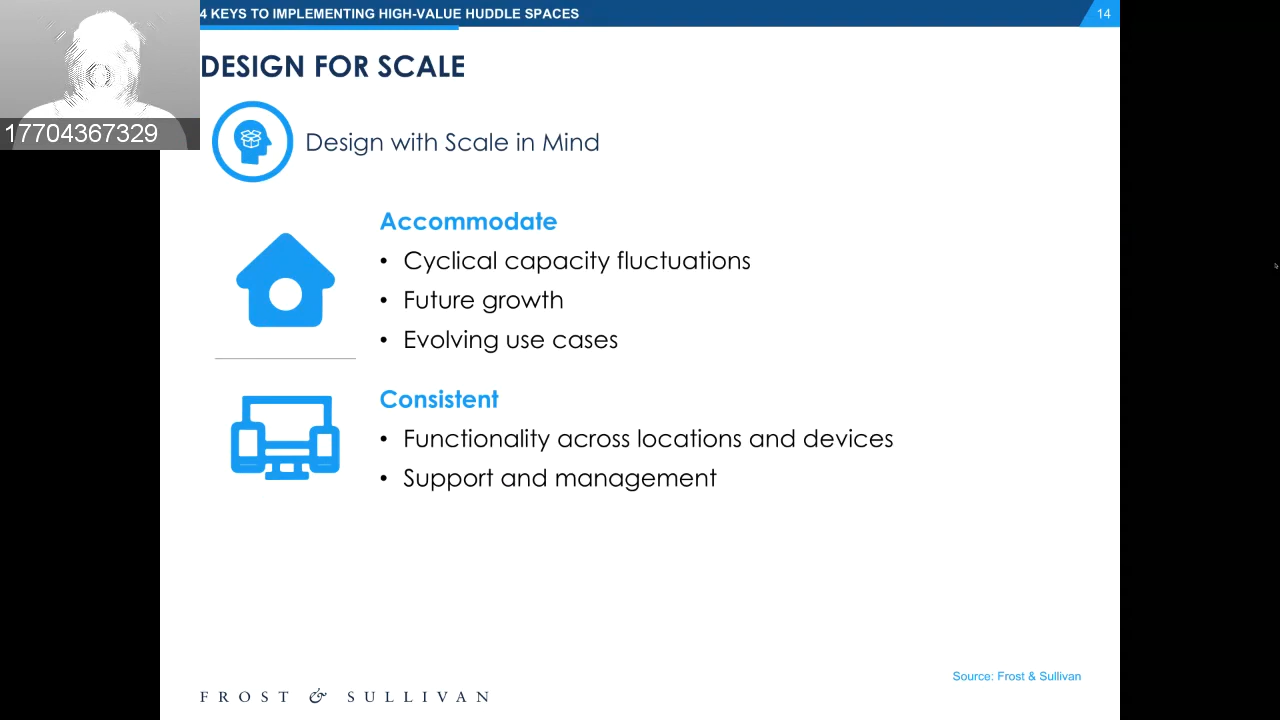 4 KEYS TO IMPLEMENTING HIGH-VALUE HUDDLE SPACES
14
17704367329
DESIGN FOR SCALE
Design with Scale in Mind
Accommodate
• Cyclical capacity fluctuations
• Future growth
• Evolving use cases
Consistent
• Functionality across locations and devices
• Support and management
Source: Frost & Sullivan
FROST & SULLIVAN